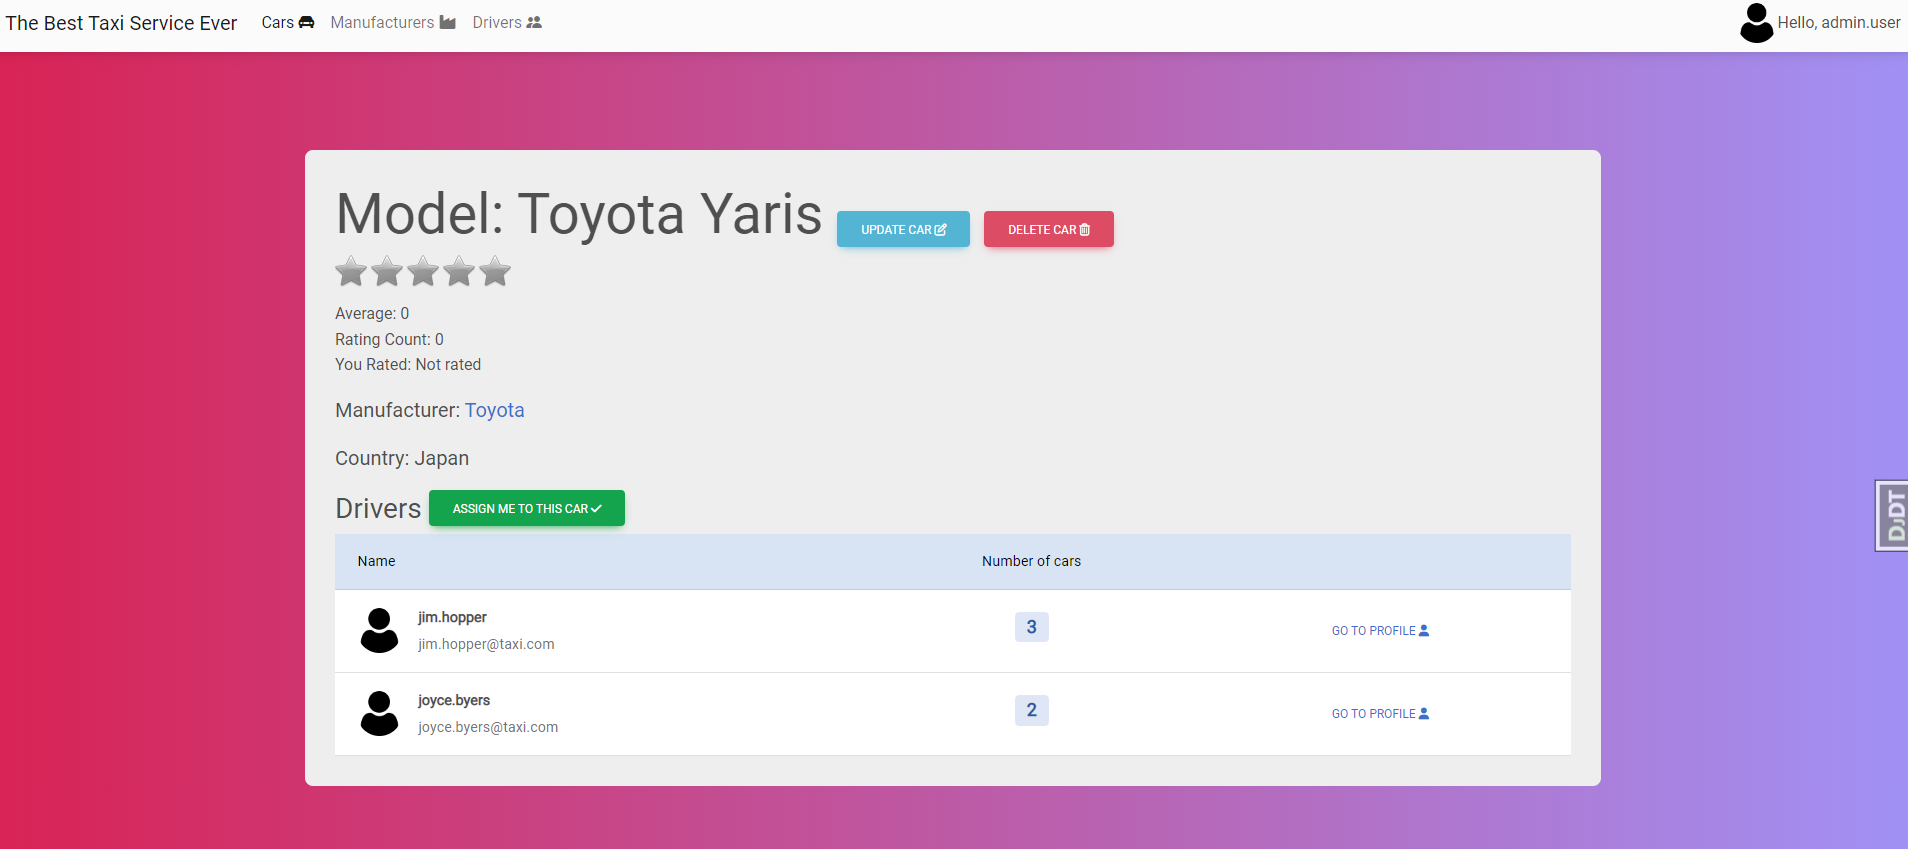 The Best Taxi Service Ever Cars Manufacturers Drivers Hello, admin.user
Model: Toyota Yaris UPDATE CAR DELETE CAR
Average: 0
Rating Count: 0
You Rated: Not rated
Manufacturer: Toyota
Country: Japan
Drivers ASSIGN ME TO THIS CAR
DJDT
Name Number of cars
jim.hopper
jim.hopper@taxi.com
3
GO TO PROFILE
joyce.byers
joyce.byers@taxi.com
2
GO TO PROFILE